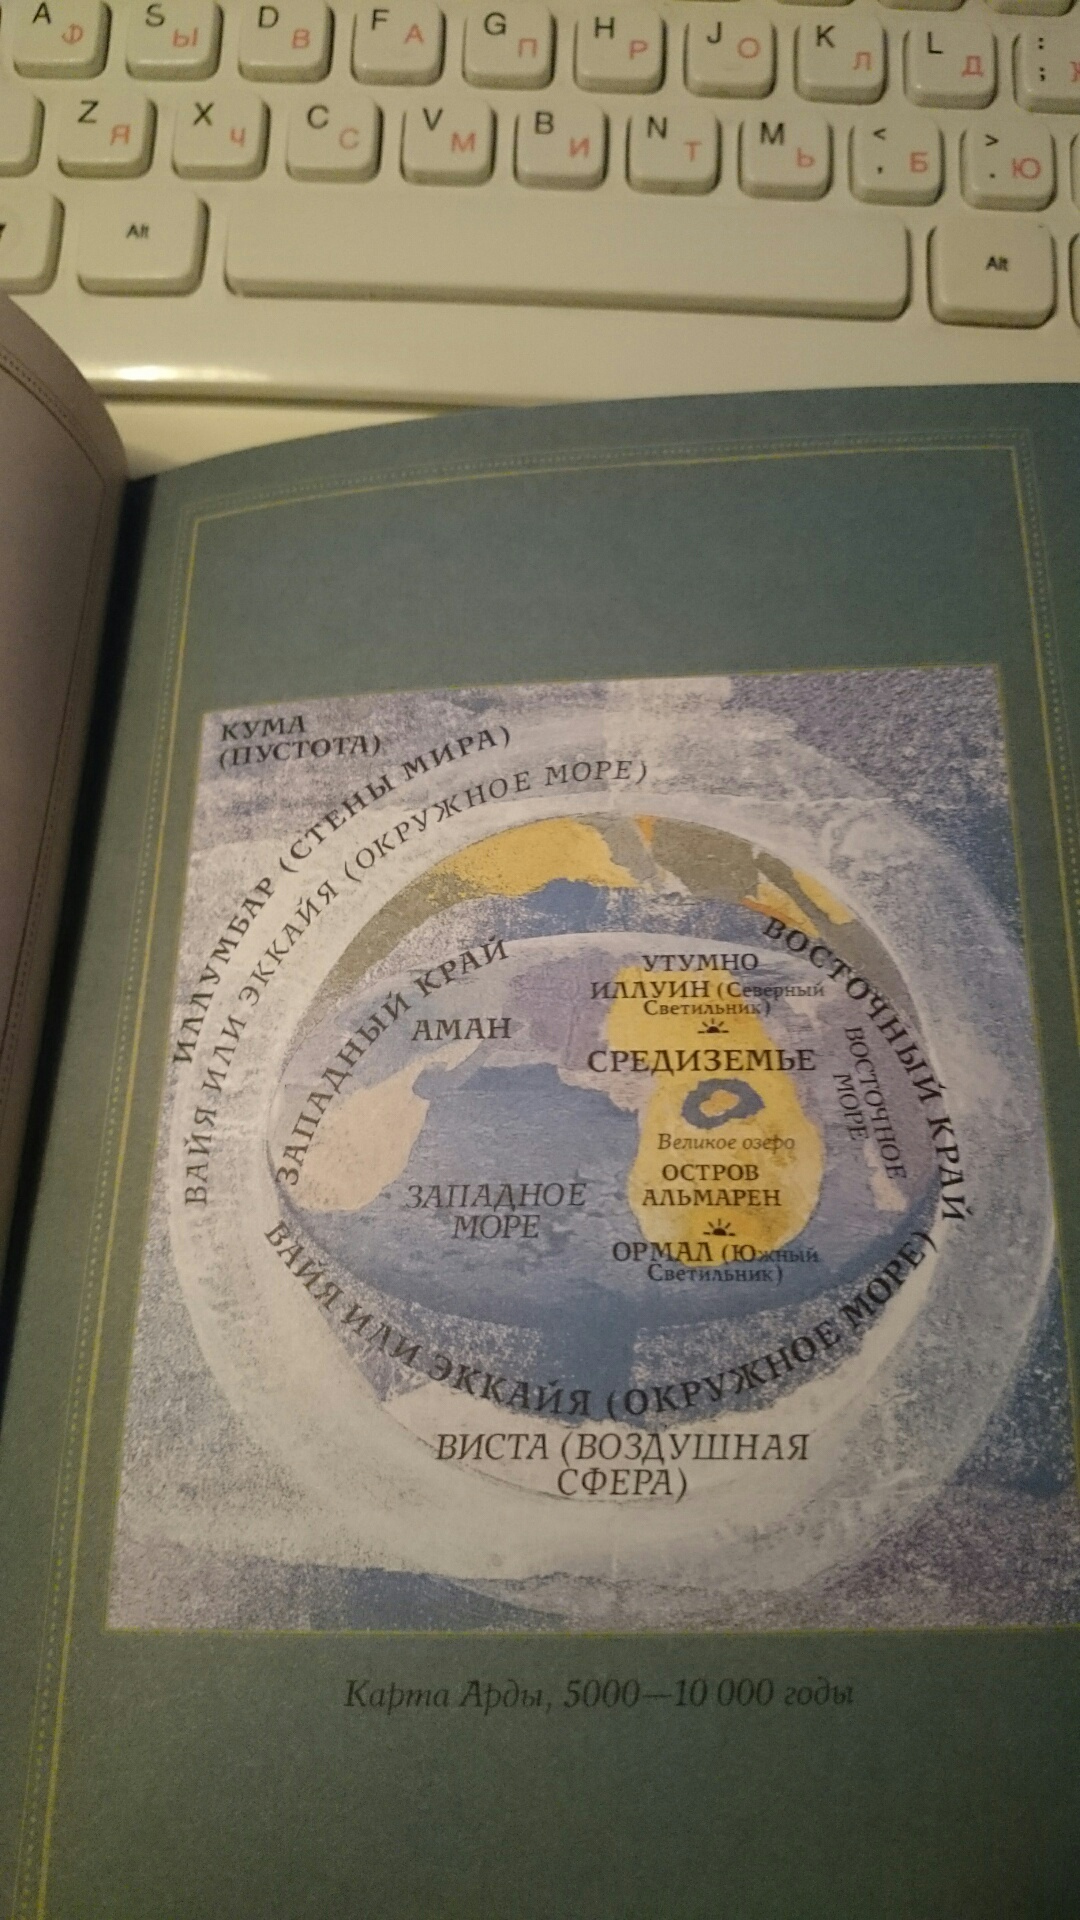 A Ф S Ы D В F А G П H Р J О K Л L Д : ;
Z Я X Ч C С V М B И N Т M Ь < , Б > . Ю
Alt Alt
КУМА
(ПУСТОТА)
ИЛЛУМБАР (СТЕНЫ МИРА)
ВАЙЯ ИЛИ ЭККАЙЯ (ОКРУЖНОЕ МОРЕ)
ЗАПАДНЫЙ КРАЙ
ВОСТОЧНЫЙ КРАЙ
УТУМНО
ИЛЛУИН (Северный
Светильник)
АМАН
СРЕДИЗЕМЬЕ
ВОСТОЧНОЕ
МОРЕ
Великое озеро
ОСТРОВ
АЛЬМАРЕН
ЗАПАДНОЕ
МОРЕ
ОРМАЛ (Южный
Светильник)
ВАЙЯ ИЛИ ЭККАЙЯ (ОКРУЖНОЕ МОРЕ)
ВИСТА (ВОЗДУШНАЯ
СФЕРА)
Карта Арды, 5000—10 000 годы